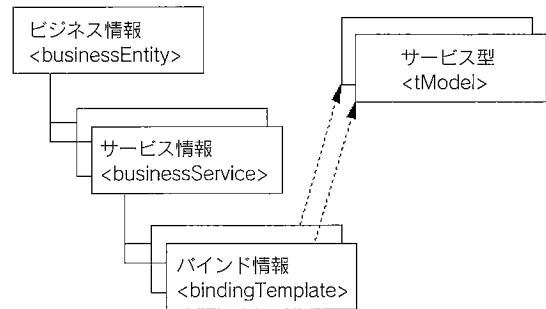 ビジネス情報
<businessEntity>
サービス型
<tModel>
サービス情報
<businessService>
バインド情報
<bindingTemplate>